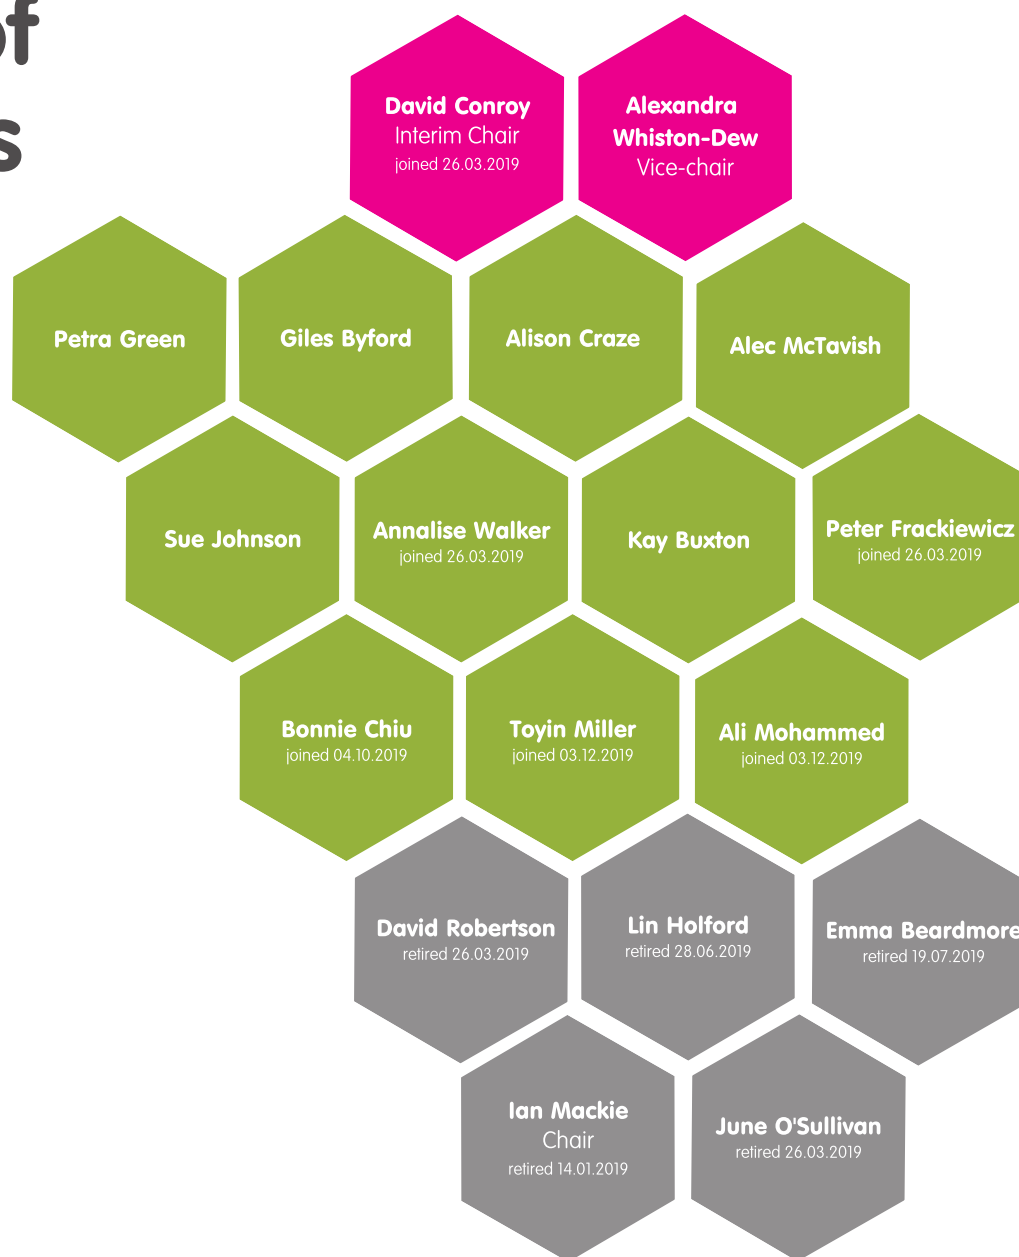 of
s
David Conroy
Interim Chair
joined 26.03.2019
Alexandra
Whiston-Dew
Vice-chair
Petra Green
Giles Byford
Alison Craze
Alec McTavish
Sue Johnson
Annalise Walker
joined 26.03.2019
Kay Buxton
Peter Frackiewicz
joined 26.03.2019
Bonnie Chiu
joined 04.10.2019
Toyin Miller
joined 03.12.2019
Ali Mohammed
joined 03.12.2019
David Robertson
retired 26.03.2019
Lin Holford
retired 28.06.2019
Emma Beardmore
retired 19.07.2019
Ian Mackie
Chair
retired 14.01.2019
June O'Sullivan
retired 26.03.2019